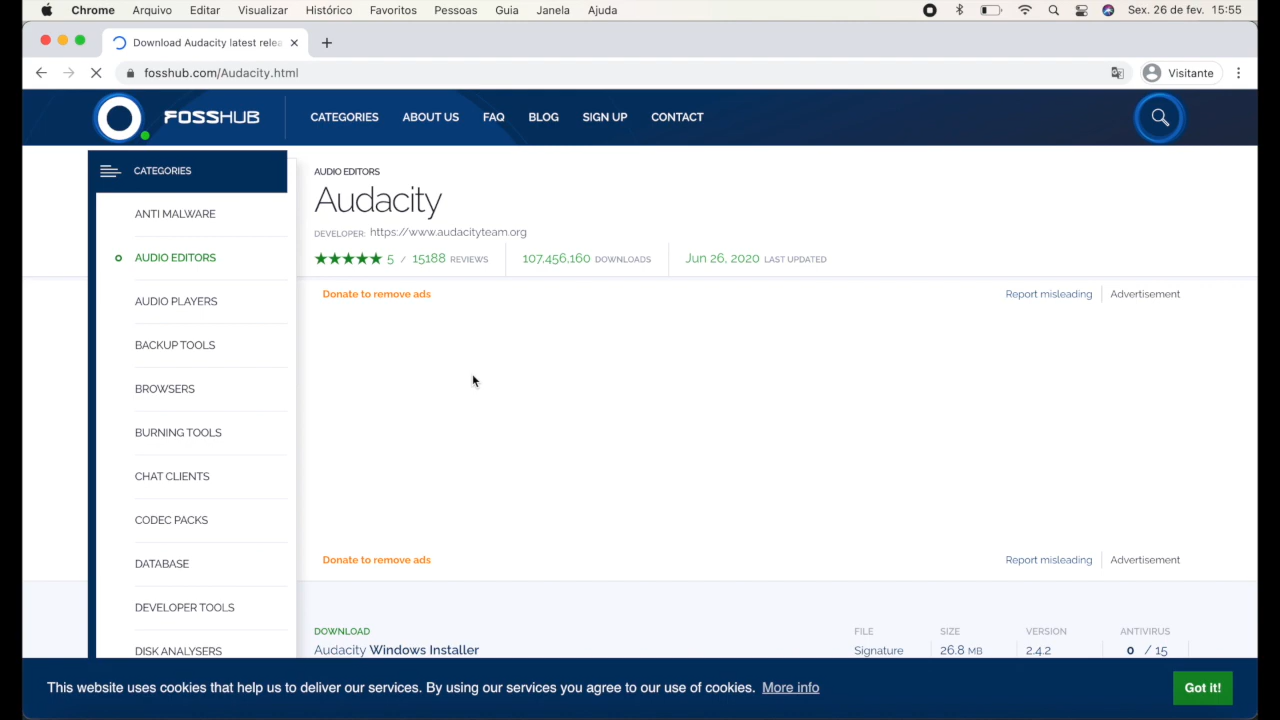 Chrome Arquivo Editar Visualizar Histórico Favoritos Pessoas Guia Janela Ajuda Sex. 26 de fev. 15:55
Download Audacity latest relea
fosshub.com/Audacity.html Visitante
FOSSHUB CATEGORIES ABOUT US FAQ BLOG SIGN UP CONTACT
CATEGORIES
ANTI MALWARE
AUDIO EDITORS
AUDIO PLAYERS
BACKUP TOOLS
BROWSERS
BURNING TOOLS
CHAT CLIENTS
CODEC PACKS
DATABASE
DEVELOPER TOOLS
DISK ANALYSERS
AUDIO EDITORS
Audacity
DEVELOPER: https://www.audacityteam.org
5 / 15188 REVIEWS 107,456,160 DOWNLOADS Jun 26, 2020 LAST UPDATED
Donate to remove ads Report misleading Advertisement
Donate to remove ads Report misleading Advertisement
DOWNLOAD FILE SIZE VERSION ANTIVIRUS
Audacity Windows Installer Signature 26.8 MB 2.4.2 0 / 15
This website uses cookies that help us to deliver our services. By using our services you agree to our use of cookies. More info Got it!